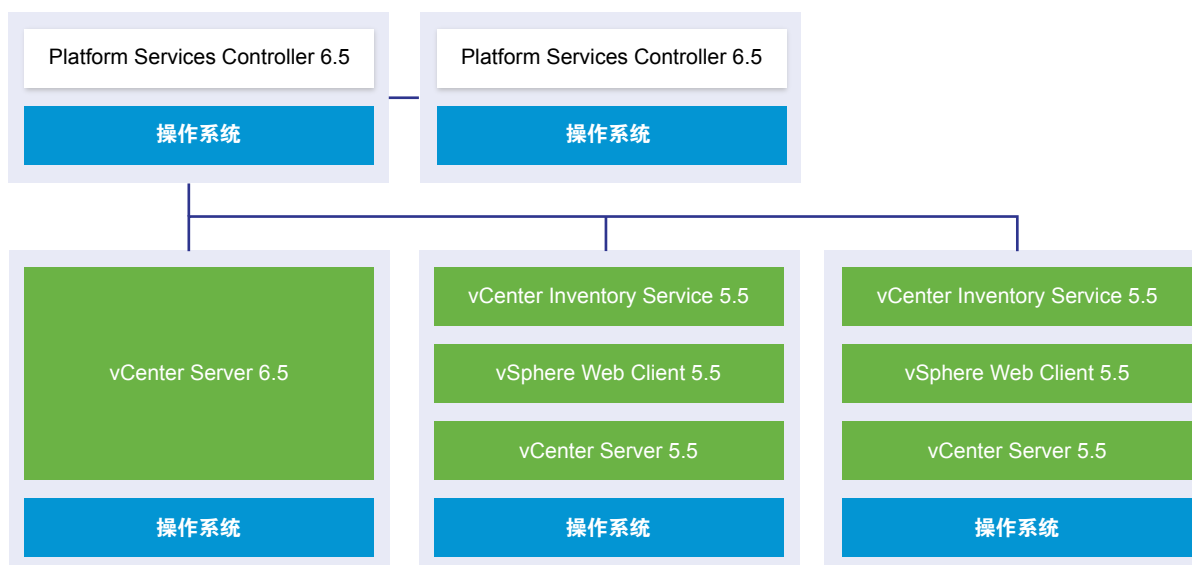 Platform Services Controller 6.5
Platform Services Controller 6.5
操作系统
操作系统
vCenter Server 6.5
vCenter Inventory Service 5.5
vSphere Web Client 5.5
vCenter Server 5.5
vCenter Inventory Service 5.5
vSphere Web Client 5.5
vCenter Server 5.5
操作系统
操作系统
操作系统